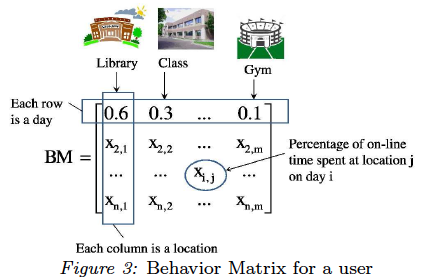 Library Class
Gym
Each row
is a day
0.6 0.3 ... 0.1
x2,1 x2,2 ... x2,m
BM =
... ... xi,j ...
xn,1 xn,2 ... xn,m
Percentage of on-line
time spent at location j
on day i
Each column is a location
Figure 3: Behavior Matrix for a user